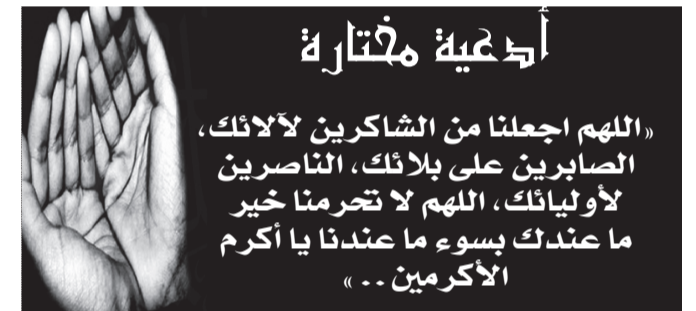 أدعية مختارة
«اللهم اجعلنا من الشاكرين لآلائك،
الصابرين على بلائك، الناصرين
لأوليائك، اللهم لا تحرمنا خير
ما عندك بسوء ما عندنا يا أكرم
الأكرمين .. »